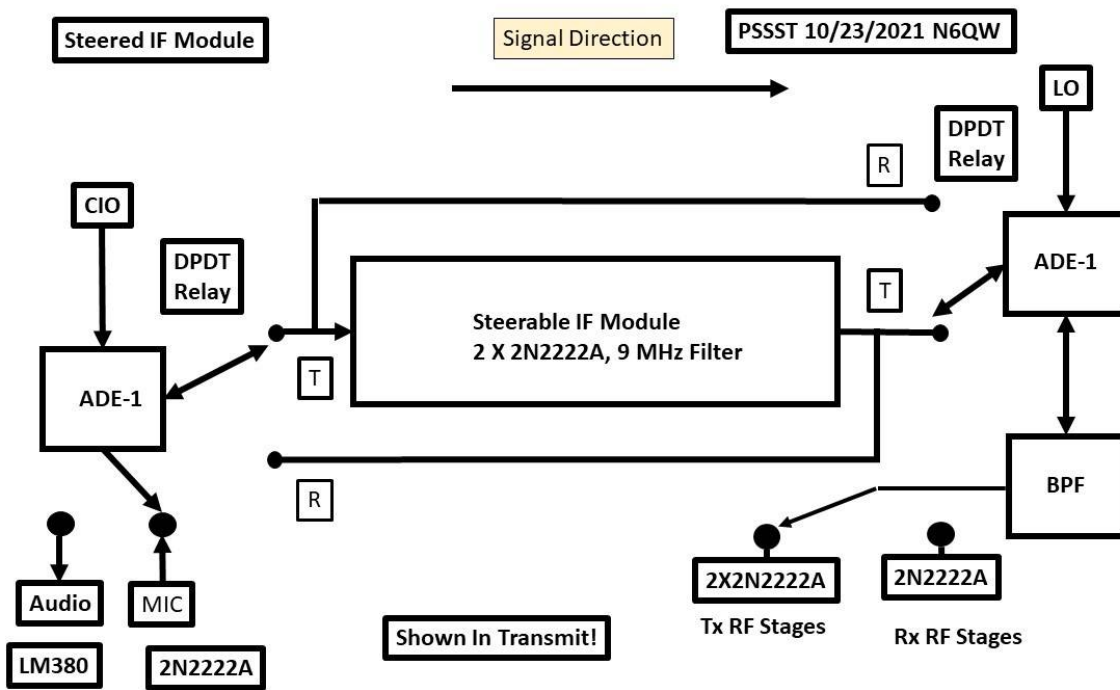 Steered IF Module
Signal Direction
PSSST 10/23/2021 N6QW
LO
DPDT
Relay
R
CIO
DPDT
Relay
ADE-1
T
Steerable IF Module
2 X 2N2222A, 9 MHz Filter
T
ADE-1
R
BPF
2X2N2222A
2N2222A
Audio
MIC
Tx RF Stages
Rx RF Stages
Shown In Transmit!
LM380
2N2222A